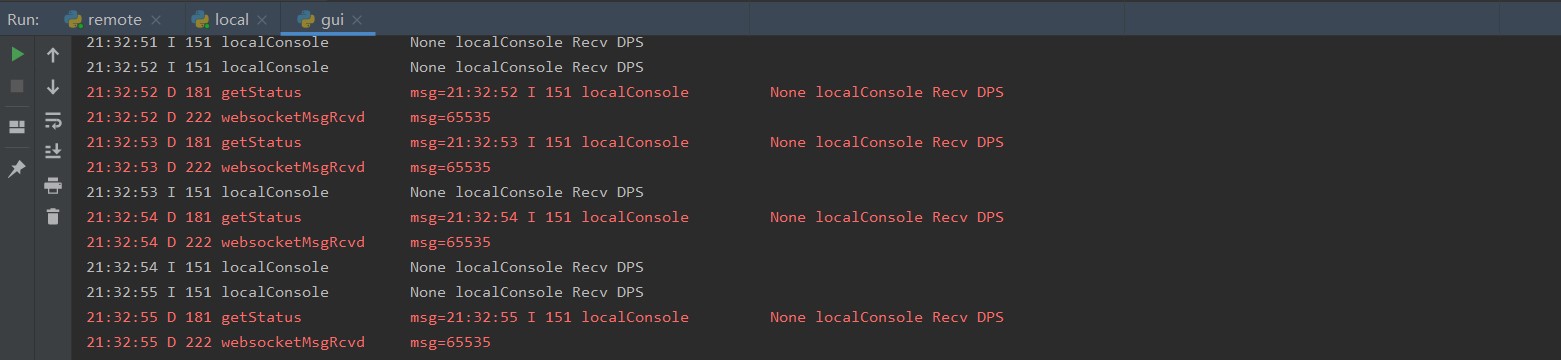 Run: remote local gui
21:32:51 I 151 localConsole None localConsole Recv DPS
21:32:52 I 151 localConsole None localConsole Recv DPS
21:32:52 D 181 getStatus msg=21:32:52 I 151 localConsole None localConsole Recv DPS
21:32:52 D 222 websocketMsgRcvd msg=65535
21:32:53 D 181 getStatus msg=21:32:53 I 151 localConsole None localConsole Recv DPS
21:32:53 D 222 websocketMsgRcvd msg=65535
21:32:53 I 151 localConsole None localConsole Recv DPS
21:32:54 D 181 getStatus msg=21:32:54 I 151 localConsole None localConsole Recv DPS
21:32:54 D 222 websocketMsgRcvd msg=65535
21:32:54 I 151 localConsole None localConsole Recv DPS
21:32:55 I 151 localConsole None localConsole Recv DPS
21:32:55 D 181 getStatus msg=21:32:55 I 151 localConsole None localConsole Recv DPS
21:32:55 D 222 websocketMsgRcvd msg=65535